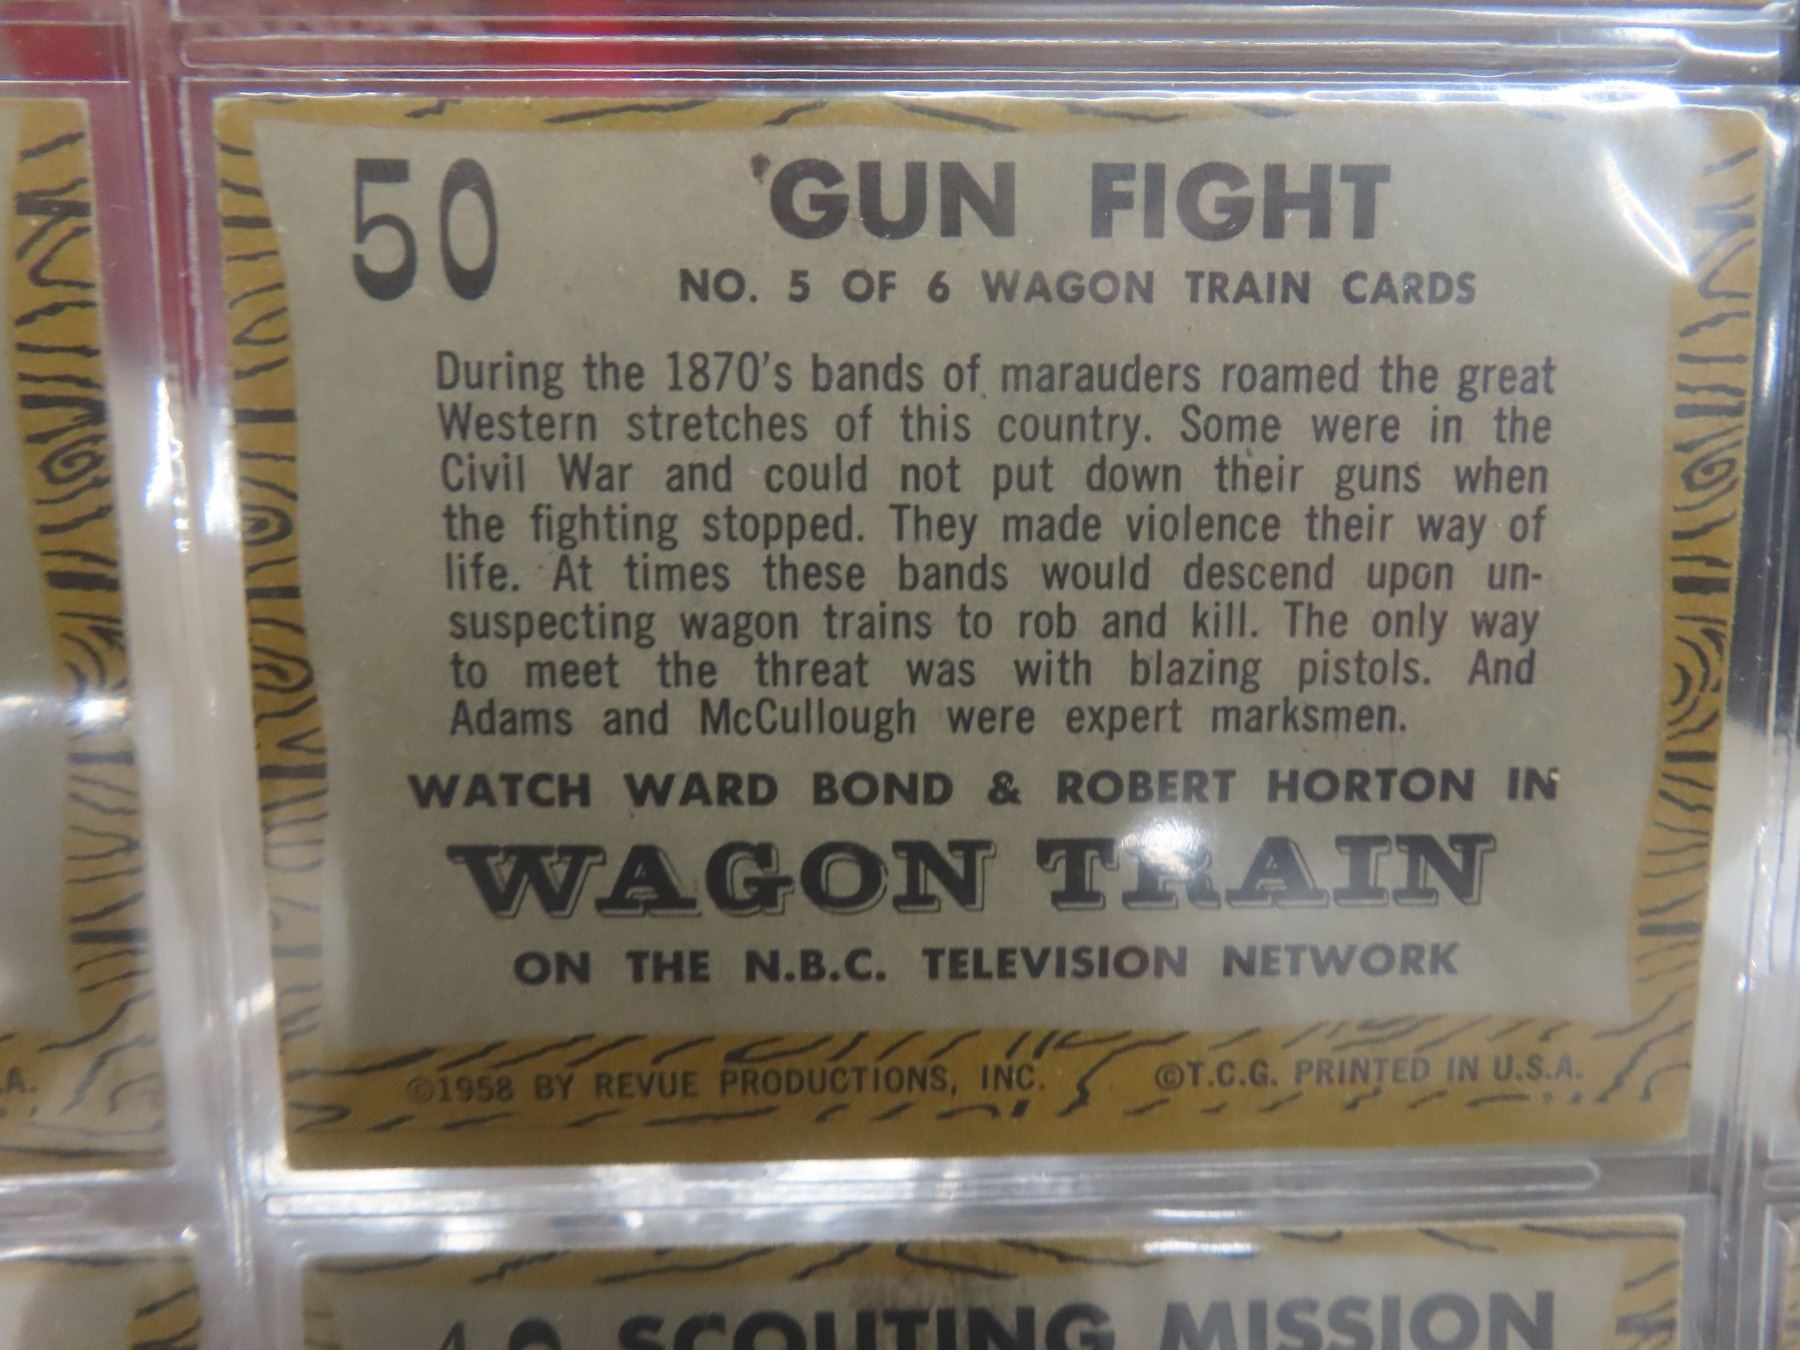 50
GUN FIGHT
NO. 5 OF 6 WAGON TRAIN CARDS
During the 1870's bands of marauders roamed the great
Western stretches of this country. Some were in the
Civil War and could not put down their guns when
the fighting stopped. They made violence their way of
life. At times these bands would descend upon un-
suspecting wagon trains to rob and kill. The only way
to meet the threat was with blazing pistols. And
Adams and McCullough were expert marksmen.
WATCH WARD BOND & ROBERT HORTON IN
WAGON TRAIN
ON THE N.B.C. TELEVISION NETWORK
©1958 BY REVUE PRODUCTIONS, INC. ©T.C.G. PRINTED IN U.S.A.
SCOUTING MISSION